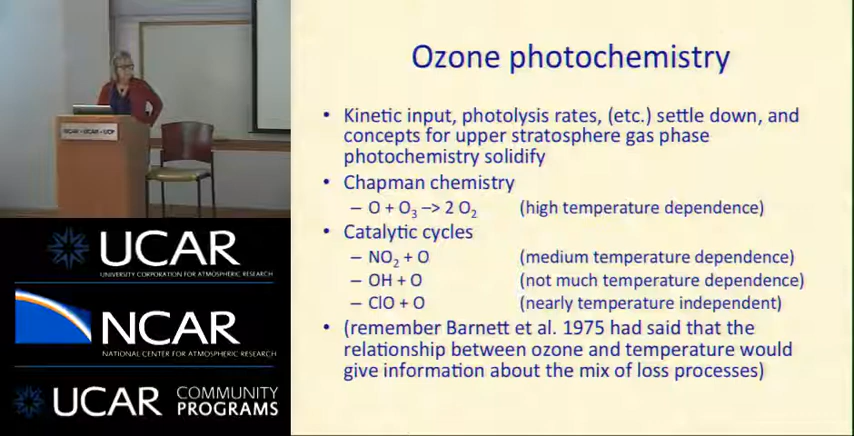 Ozone photochemistry
• Kinetic input, photolysis rates, (etc.) settle down, and
concepts for upper stratosphere gas phase
photochemistry solidify
• Chapman chemistry
– O + O₃ –> 2 O₂ (high temperature dependence)
• Catalytic cycles
– NO₂ + O (medium temperature dependence)
– OH + O (not much temperature dependence)
– ClO + O (nearly temperature independent)
• (remember Barnett et al. 1975 had said that the
relationship between ozone and temperature would
give information about the mix of loss processes)
UCAR
UNIVERSITY CORPORATION FOR ATMOSPHERIC RESEARCH
NCAR
NATIONAL CENTER FOR ATMOSPHERIC RESEARCH
UCAR COMMUNITY
PROGRAMS